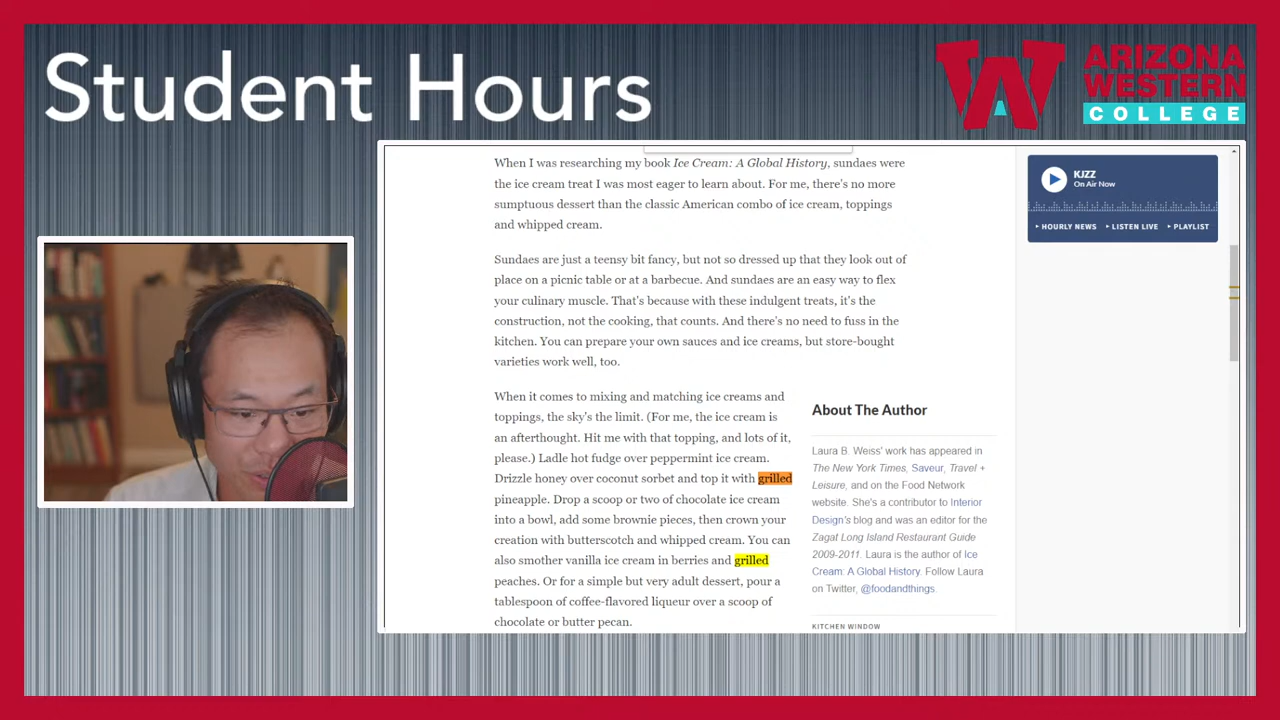 Student Hours
ARIZONA
WESTERN
COLLEGE
When I was researching my book Ice Cream: A Global History, sundaes were
the ice cream treat I was most eager to learn about. For me, there's no more
sumptuous dessert than the classic American combo of ice cream, toppings
and whipped cream.
Sundaes are just a teensy bit fancy, but not so dressed up that they look out of
place on a picnic table or at a barbecue. And sundaes are an easy way to flex
your culinary muscle. That's because with these indulgent treats, it's the
construction, not the cooking, that counts. And there's no need to fuss in the
kitchen. You can prepare your own sauces and ice creams, but store-bought
varieties work well, too.
When it comes to mixing and matching ice creams and
toppings, the sky's the limit. (For me, the ice cream is
an afterthought. Hit me with that topping, and lots of it,
please.) Ladle hot fudge over peppermint ice cream.
Drizzle honey over coconut sorbet and top it with grilled
pineapple. Drop a scoop or two of chocolate ice cream
into a bowl, add some brownie pieces, then crown your
creation with butterscotch and whipped cream. You can
also smother vanilla ice cream in berries and grilled
peaches. Or for a simple but very adult dessert, pour a
tablespoon of coffee-flavored liqueur over a scoop of
chocolate or butter pecan.
About The Author
Laura B. Weiss' work has appeared in
The New York Times, Saveur, Travel +
Leisure, and on the Food Network
website. She's a contributor to Interior
Design's blog and was an editor for the
Zagat Long Island Restaurant Guide
2009-2011. Laura is the author of Ice
Cream: A Global History. Follow Laura
on Twitter, @foodandthings.
KITCHEN WINDOW
KJZZ
On Air Now
HOURLY NEWS LISTEN LIVE PLAYLIST